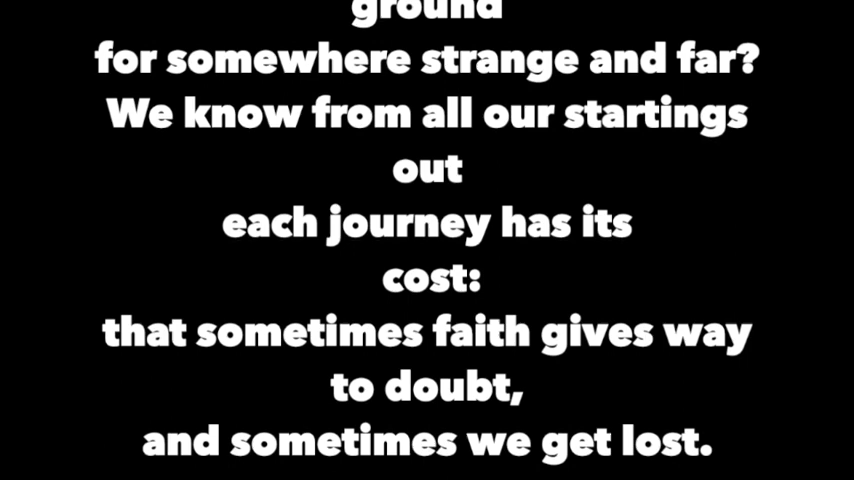 ground
for somewhere strange and far?
We know from all our startings
out
each journey has its
cost:
that sometimes faith gives way
to doubt,
and sometimes we get lost.